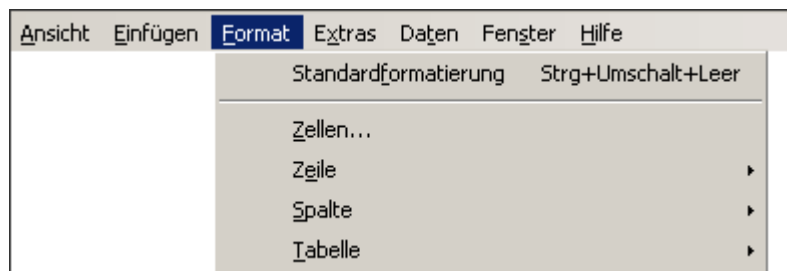 Ansicht Einfügen Format Extras Daten Fenster Hilfe
Standardformatierung Strg+Umschalt+Leer
Zellen...
Zeile
Spalte
Tabelle